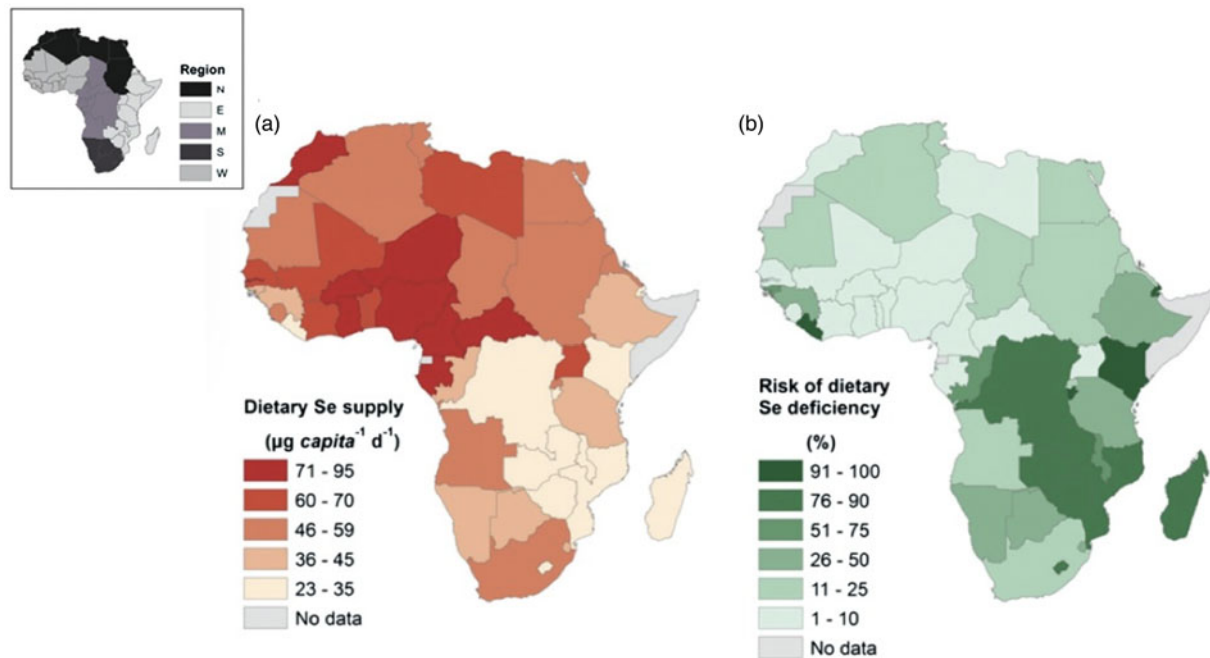 Region
N
E
M
S
W
(a)
Dietary Se supply
(µg capita⁻¹ d⁻¹)
71 - 95
60 - 70
46 - 59
36 - 45
23 - 35
No data
(b)
Risk of dietary
Se deficiency
(%)
91 - 100
76 - 90
51 - 75
26 - 50
11 - 25
1 - 10
No data